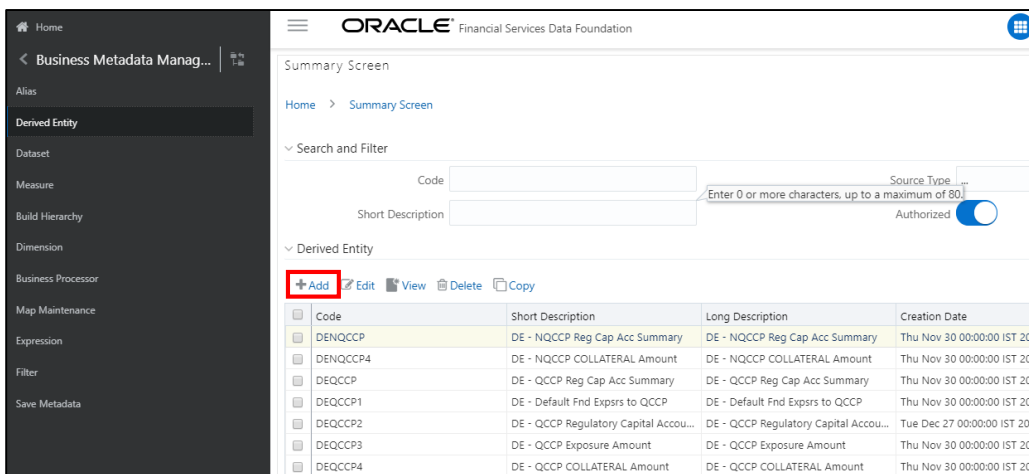 Home
Business Metadata Manag...
Alias
Derived Entity
Dataset
Measure
Build Hierarchy
Dimension
Business Processor
Map Maintenance
Expression
Filter
Save Metadata
ORACLE® Financial Services Data Foundation
Summary Screen
Home > Summary Screen
Search and Filter
Code
Source Type ...
Enter 0 or more characters, up to a maximum of 80.
Short Description
Authorized
Derived Entity
Add Edit View Delete Copy
Code Short Description Long Description Creation Date
DENQCCP DE - NQCCP Reg Cap Acc Summary DE - NQCCP Reg Cap Acc Summary Thu Nov 30 00:00:00 IST 20
DENQCCP4 DE - NQCCP COLLATERAL Amount DE - NQCCP COLLATERAL Amount Thu Nov 30 00:00:00 IST 20
DEQCCP DE - QCCP Reg Cap Acc Summary DE - QCCP Reg Cap Acc Summary Thu Nov 30 00:00:00 IST 20
DEQCCP1 DE - Default Fnd Expsrs to QCCP DE - Default Fnd Expsrs to QCCP Thu Nov 30 00:00:00 IST 20
DEQCCP2 DE - QCCP Regulatory Capital Accou... DE - QCCP Regulatory Capital Accou... Tue Dec 27 00:00:00 IST 20
DEQCCP3 DE - QCCP Exposure Amount DE - QCCP Exposure Amount Thu Nov 30 00:00:00 IST 20
DEQCCP4 DE - QCCP COLLATERAL Amount DE - QCCP COLLATERAL Amount Thu Nov 30 00:00:00 IST 20